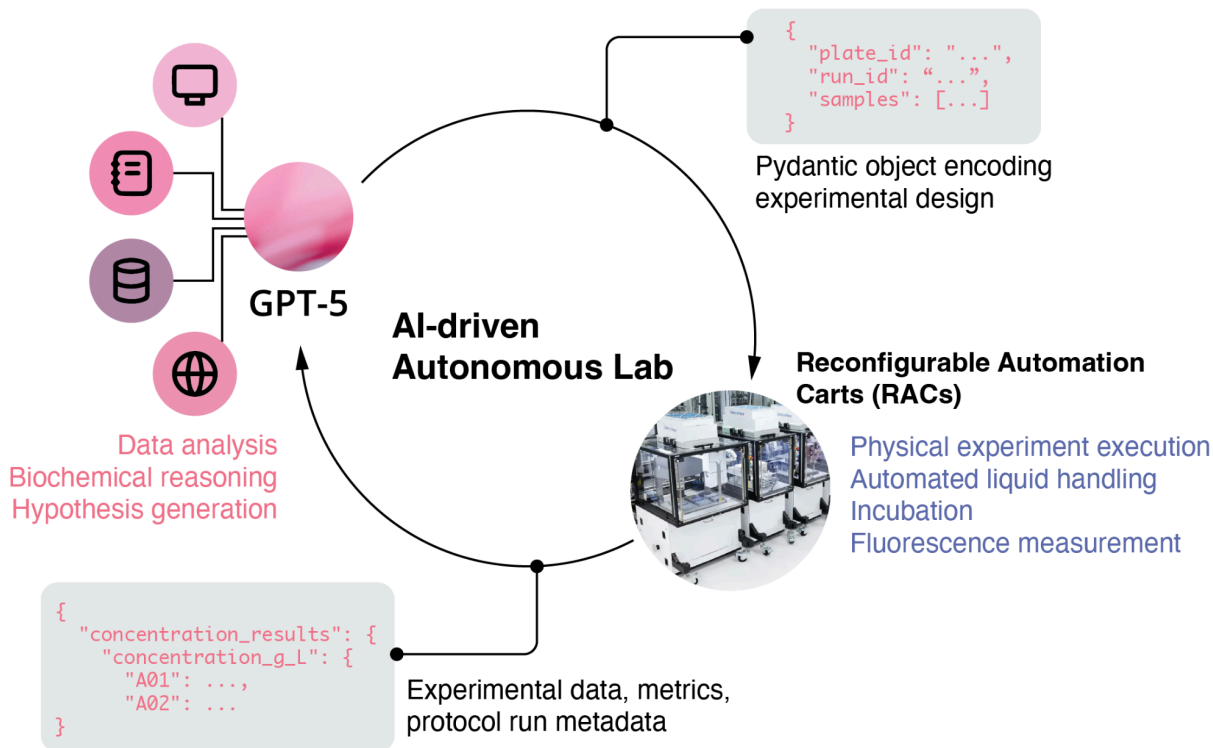 {
"plate_id": "...",
"run_id": “...”,
"samples": [...]
}
Pydantic object encoding
experimental design
GPT-5
AI-driven
Autonomous Lab
Reconfigurable Automation
Carts (RACs)
Physical experiment execution
Automated liquid handling
Incubation
Fluorescence measurement
Data analysis
Biochemical reasoning
Hypothesis generation
{
"concentration_results": {
"concentration_g_L": {
"A01": ...,
"A02": ...
}
Experimental data, metrics,
protocol run metadata